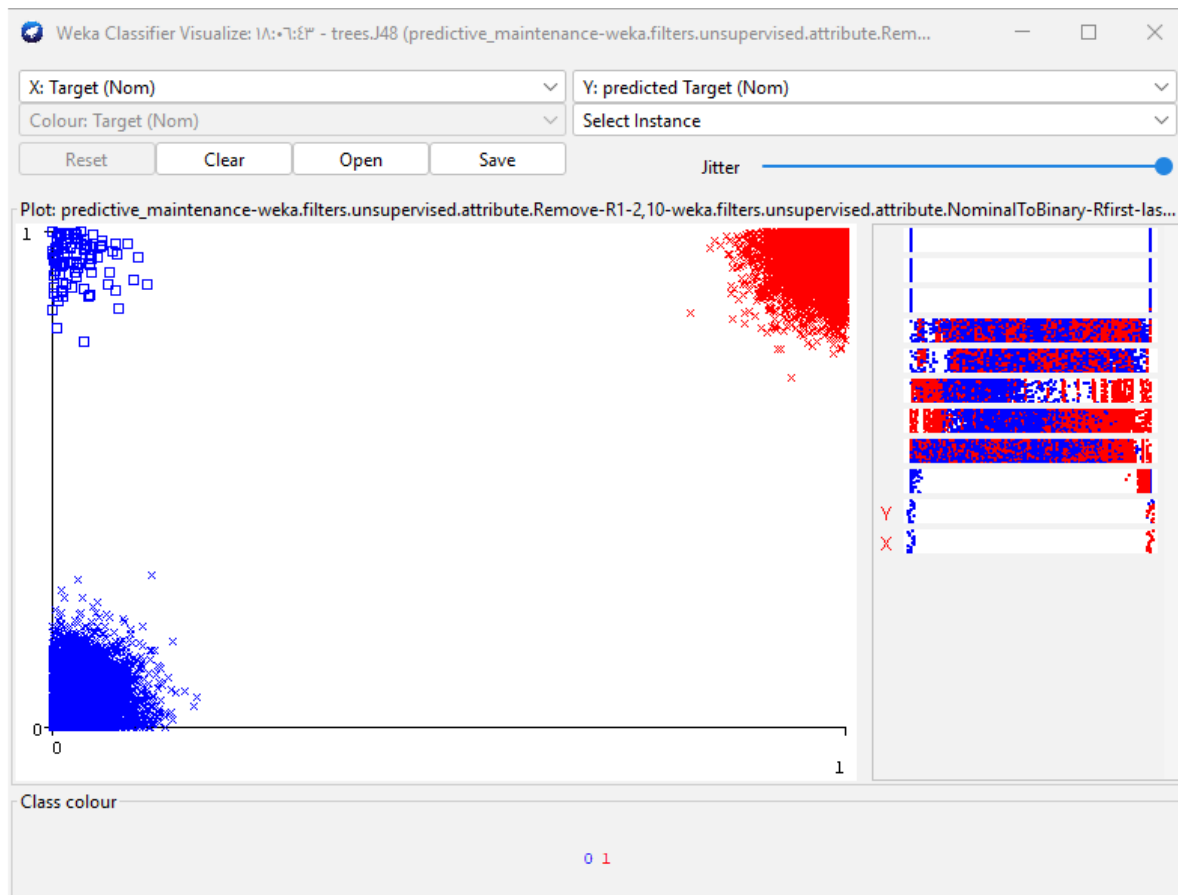 Weka Classifier Visualize: ١٨:٠٦:٤٣ - trees.J48 (predictive_maintenance-weka.filters.unsupervised.attribute.Rem...
X: Target (Nom)
Y: predicted Target (Nom)
Colour: Target (Nom)
Select Instance
Reset
Clear
Open
Save
Jitter
Plot: predictive_maintenance-weka.filters.unsupervised.attribute.Remove-R1-2,10-weka.filters.unsupervised.attribute.NominalToBinary-Rfirst-las...
1
0
0
1
Y
X
Class colour
0 1